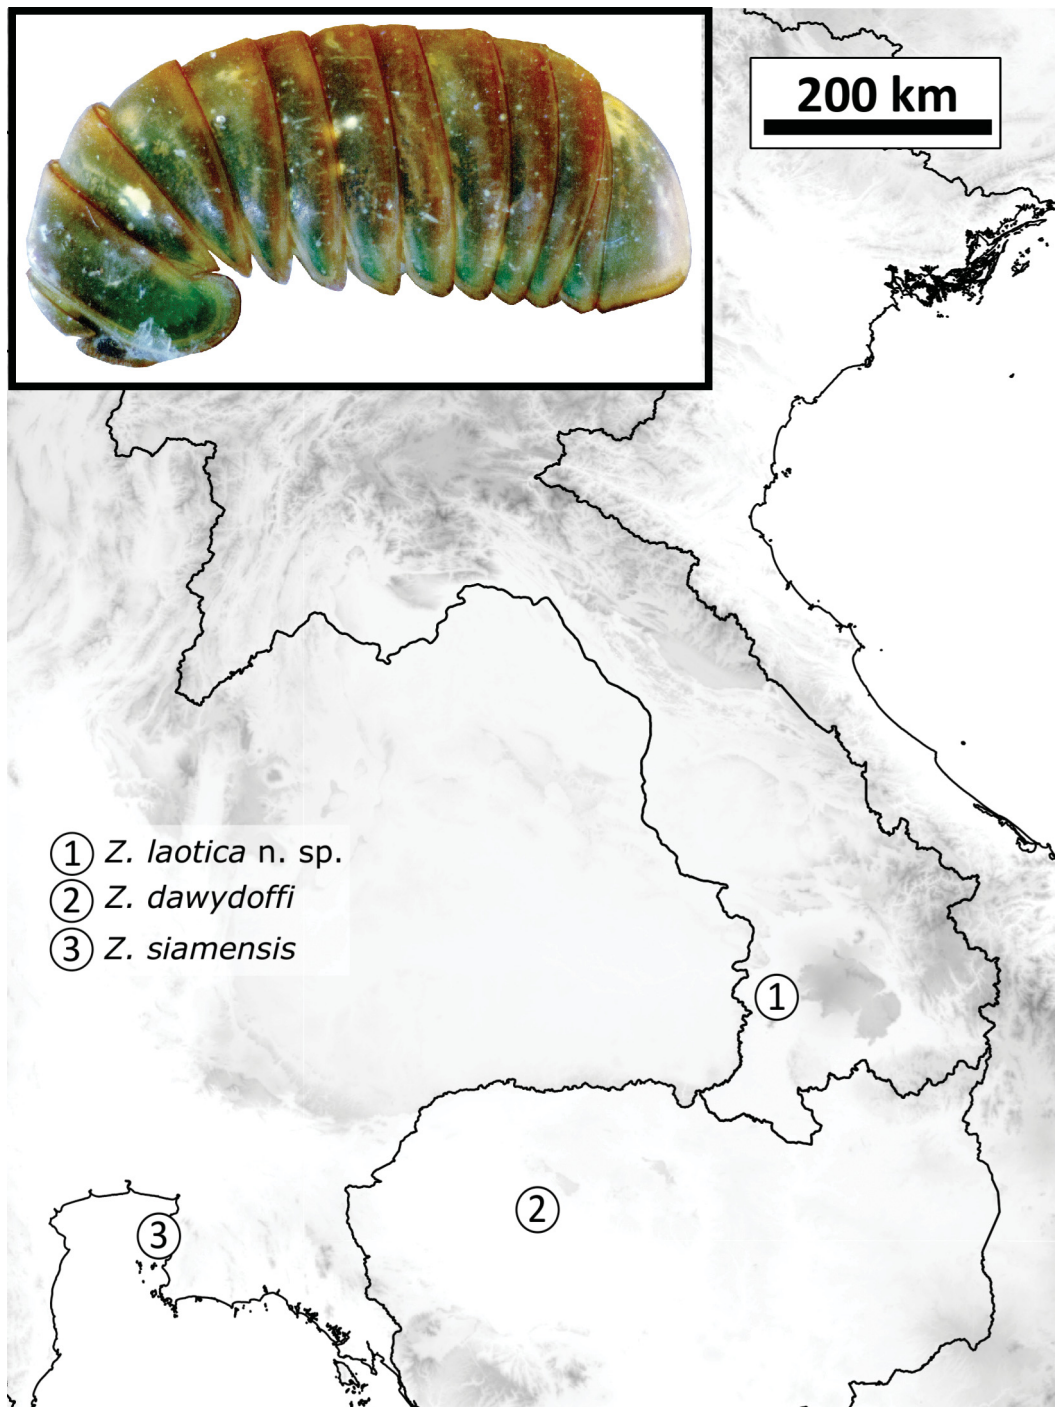 200 km
1 Z. laotica n. sp.
2 Z. dawydoffi
3 Z. siamensis
1
2
3